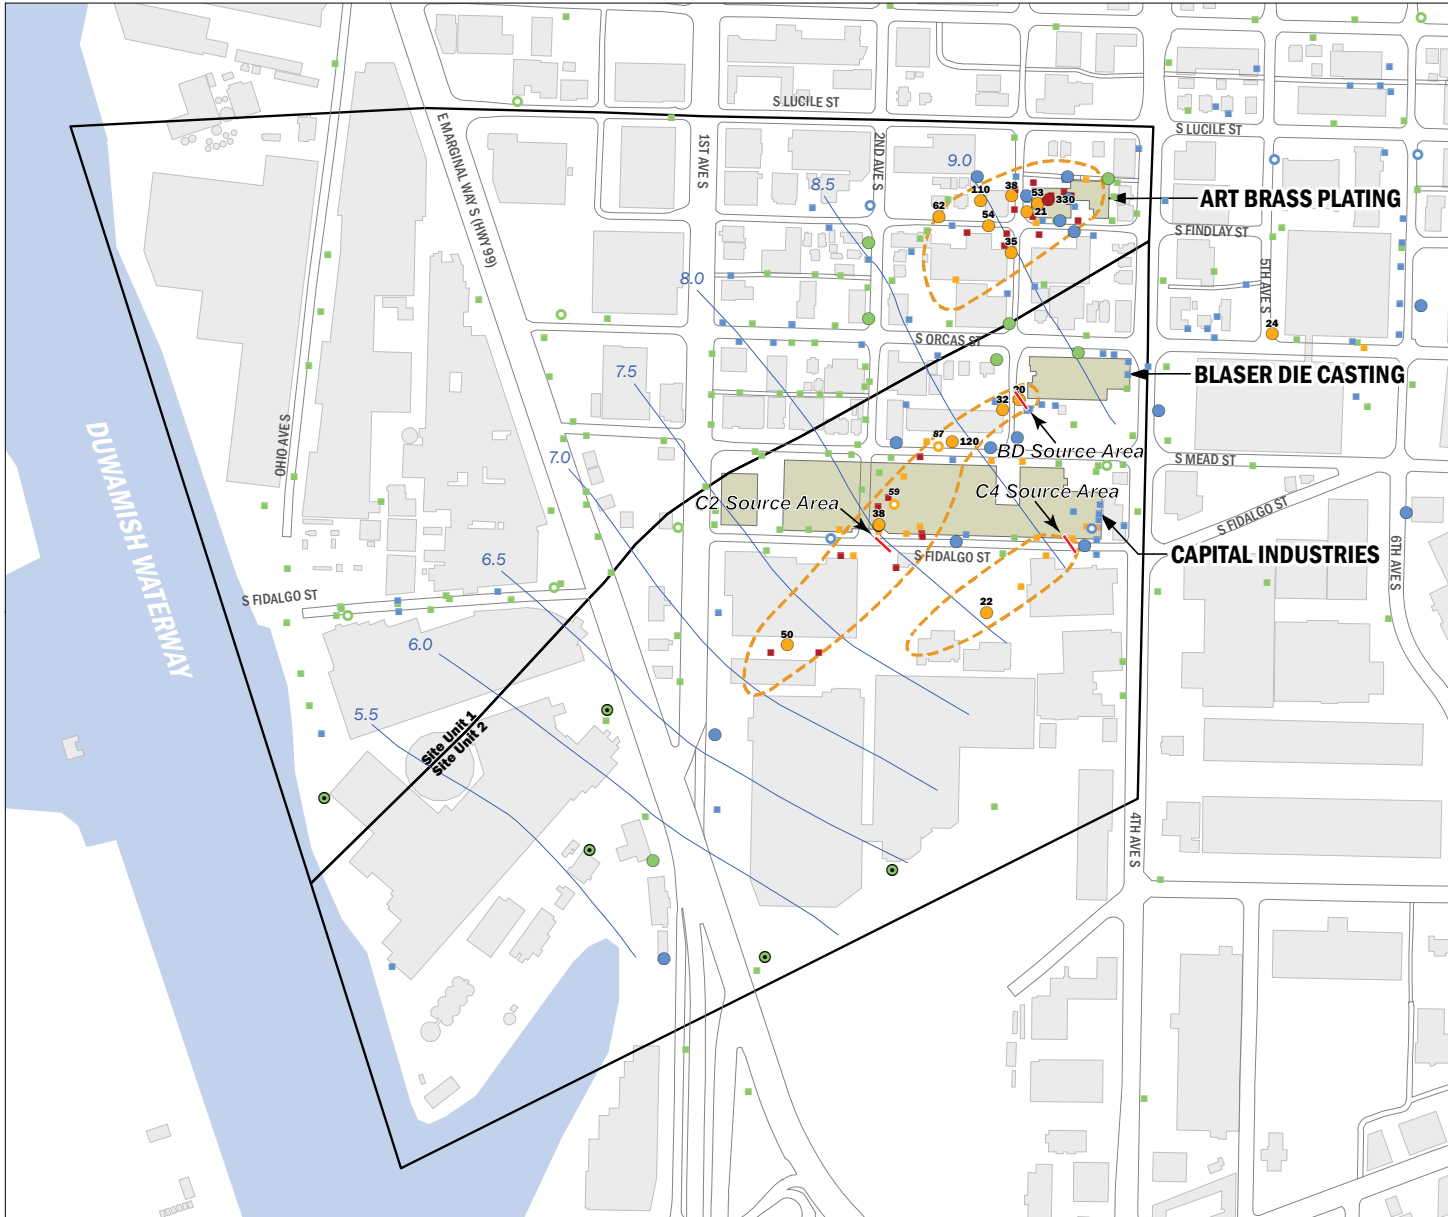 S LUCILE ST
S LUCILE ST
E MARGINAL WAY S (HWY 99)
1ST AVE S
2ND AVE S
9.0
8.5
110
38
53
330
21
62
54
35
ART BRASS PLATING
S FINDLAY ST
5TH AVE S
8.0
24
S ORCAS ST
7.5
BLASER DIE CASTING
20
32
OHIO AVE S
DUWAMISH WATERWAY
87
120
BD Source Area
7.0
S MEAD ST
C2 Source Area
59
C4 Source Area
38
S FIDALGO ST
CAPITAL INDUSTRIES
S FIDALGO ST
6TH AVE S
6.5
S FIDALGO ST
22
6.0
50
5.5
Site Unit 1
Site Unit 2
4TH AVE S